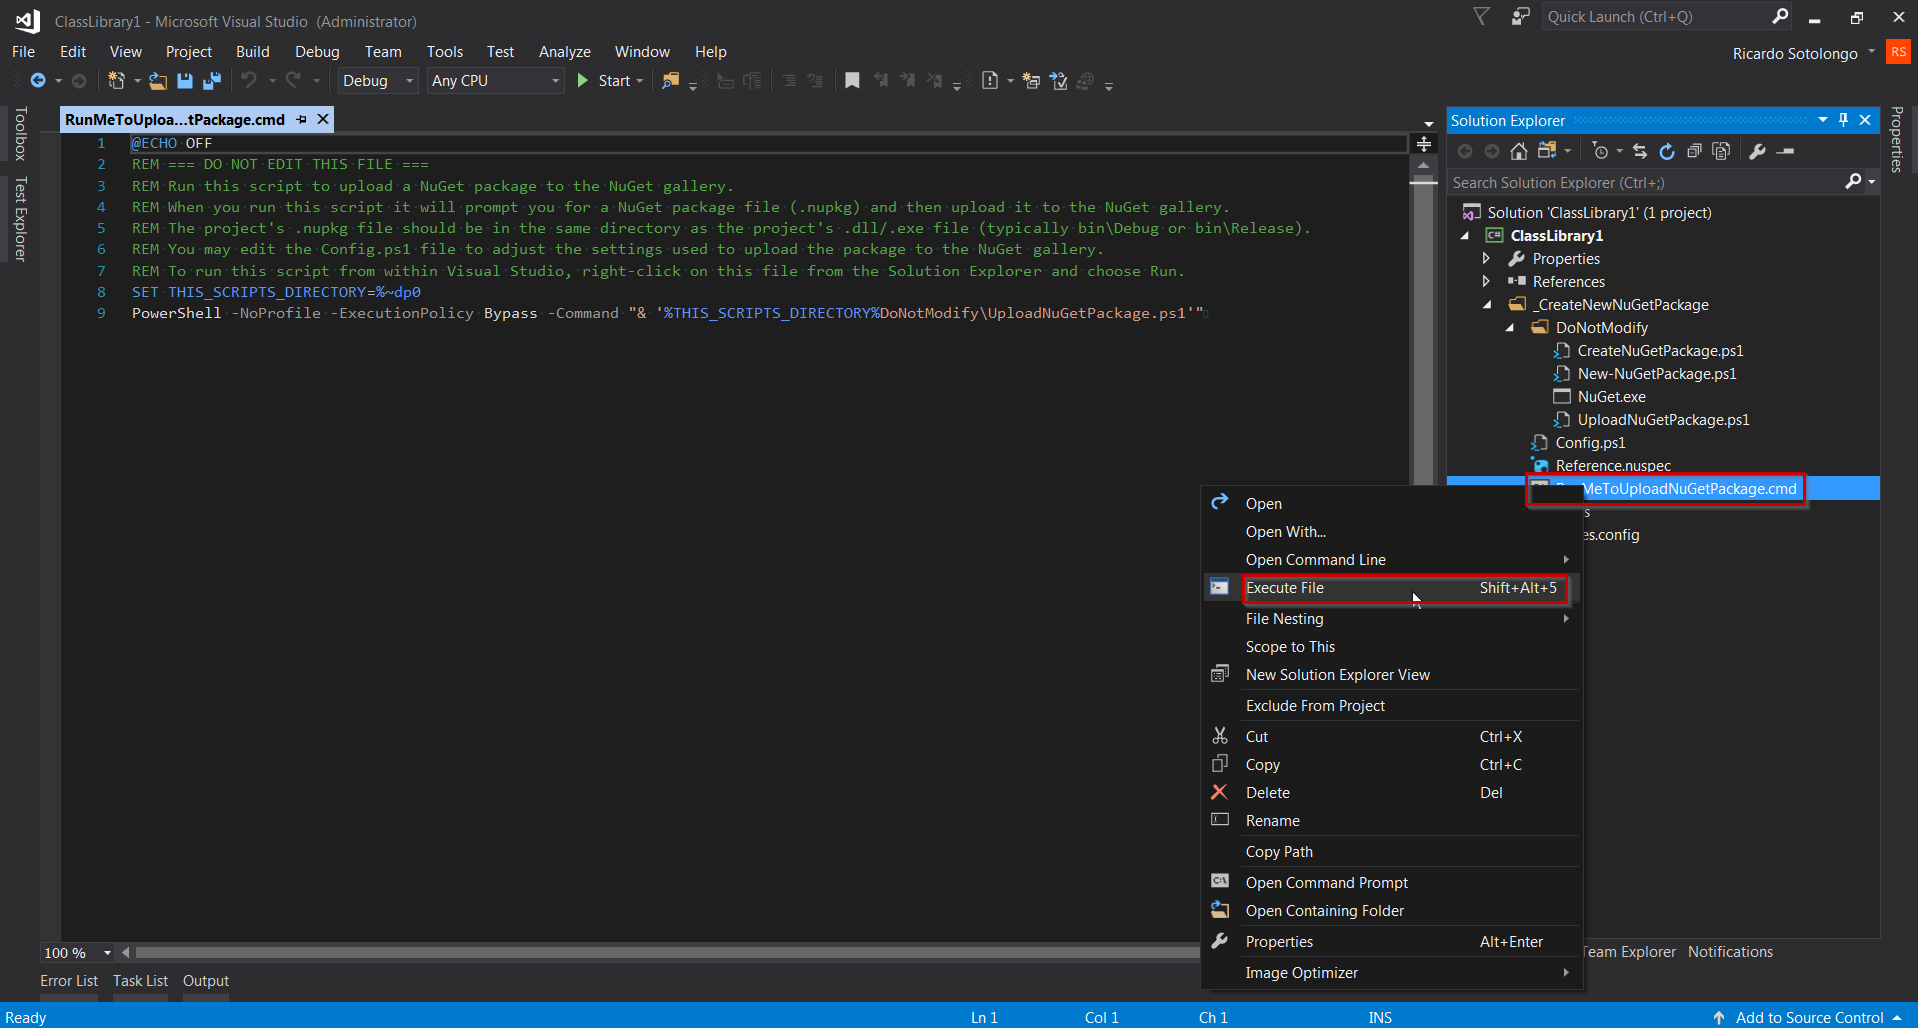 ClassLibrary1 - Microsoft Visual Studio (Administrator)
Quick Launch (Ctrl+Q)
File Edit View Project Build Debug Team Tools Test Analyze Window Help
Ricardo Sotolongo RS
Debug Any CPU Start
Toolbox
Test Explorer
RunMeToUploa...tPackage.cmd
1 @ECHO OFF
2 REM === DO NOT EDIT THIS FILE ===
3 REM Run this script to upload a NuGet package to the NuGet gallery.
4 REM When you run this script it will prompt you for a NuGet package file (.nupkg) and then upload it to the NuGet gallery.
5 REM The project's .nupkg file should be in the same directory as the project's .dll/.exe file (typically bin\Debug or bin\Release).
6 REM You may edit the Config.ps1 file to adjust the settings used to upload the package to the NuGet gallery.
7 REM To run this script from within Visual Studio, right-click on this file from the Solution Explorer and choose Run.
8 SET THIS_SCRIPTS_DIRECTORY=%~dp0
9 PowerShell -NoProfile -ExecutionPolicy Bypass -Command "& '%THIS_SCRIPTS_DIRECTORY%DoNotModify\UploadNuGetPackage.ps1'"
Solution Explorer
Search Solution Explorer (Ctrl+;)
Solution 'ClassLibrary1' (1 project)
C# ClassLibrary1
Properties
References
_CreateNewNuGetPackage
DoNotModify
CreateNuGetPackage.ps1
New-NuGetPackage.ps1
NuGet.exe
UploadNuGetPackage.ps1
Config.ps1
Reference.nuspec
MeToUploadNuGetPackage.cmd
s
es.config
Properties
Open
Open With...
Open Command Line
Execute File Shift+Alt+5
File Nesting
Scope to This
New Solution Explorer View
Exclude From Project
Cut Ctrl+X
Copy Ctrl+C
Delete Del
Rename
Copy Path
Open Command Prompt
Open Containing Folder
Properties Alt+Enter
Image Optimizer
Team Explorer Notifications
100 %
Error List Task List Output
Ready Ln 1 Col 1 Ch 1 INS Add to Source Control